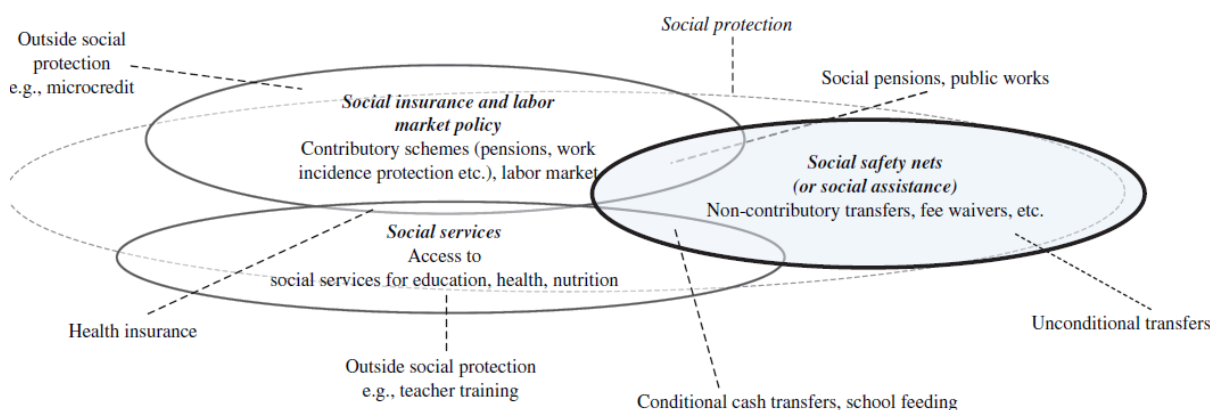 Social protection
Outside social
protection
e.g., microcredit
Social pensions, public works
Social insurance and labor
market policy
Contributory schemes (pensions, work
incidence protection etc.), labor market
Social safety nets
(or social assistance)
Non-contributory transfers, fee waivers, etc.
Social services
Access to
social services for education, health, nutrition
Health insurance
Unconditional transfers
Outside social protection
e.g., teacher training
Conditional cash transfers, school feeding